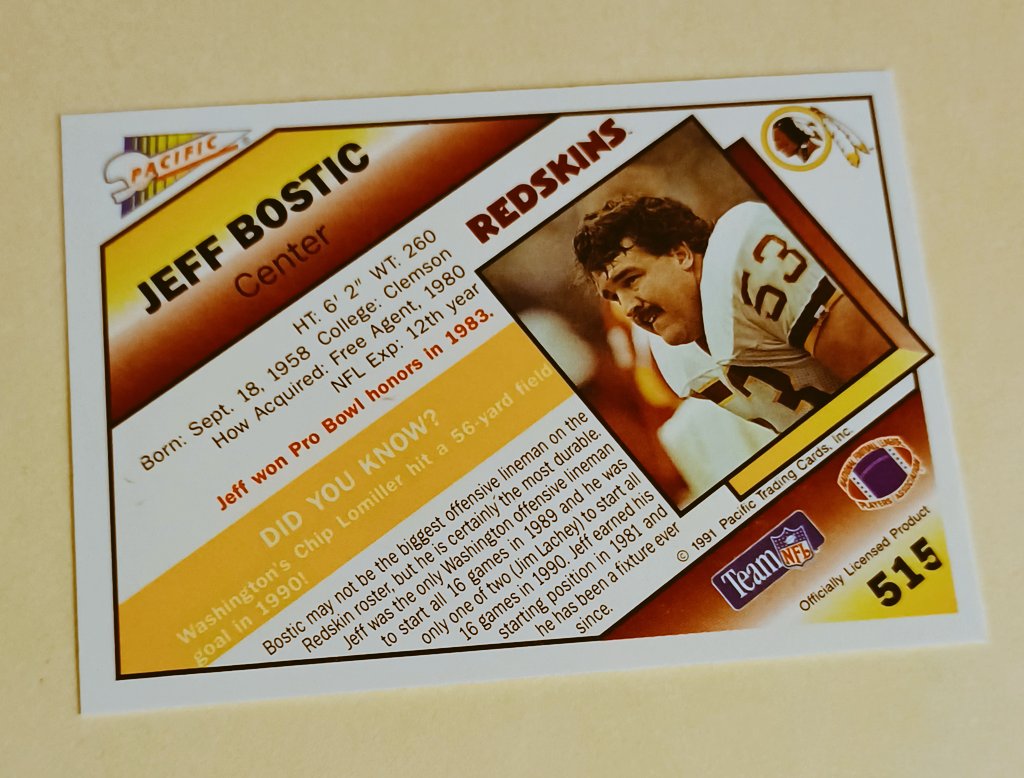 PACIFIC
JEFF BOSTIC
Center
REDSKINS
HT: 6' 2" WT: 260
Born: Sept. 18, 1958 College: Clemson
How Acquired: Free Agent, 1980
NFL Exp: 12th year
Jeff won Pro Bowl honors in 1983.
DID YOU KNOW?
Washington's Chip Lomiller hit a 56-yard field
goal in 1990!
Bostic may not be the biggest offensive lineman on the
Redskin roster, but he is certainly the most durable.
Jeff was the only Washington offensive lineman
to start all 16 games in 1989 and he was
only one of two (Jim Lachey) to start all
16 games in 1990. Jeff earned his
starting position in 1981 and
he has been a fixture ever
since.
53
53
© 1991 Pacific Trading Cards, Inc.
NATIONAL FOOTBALL LEAGUE
PLAYERS ASSOCIATION
Team NFL
Officially Licensed Product
515